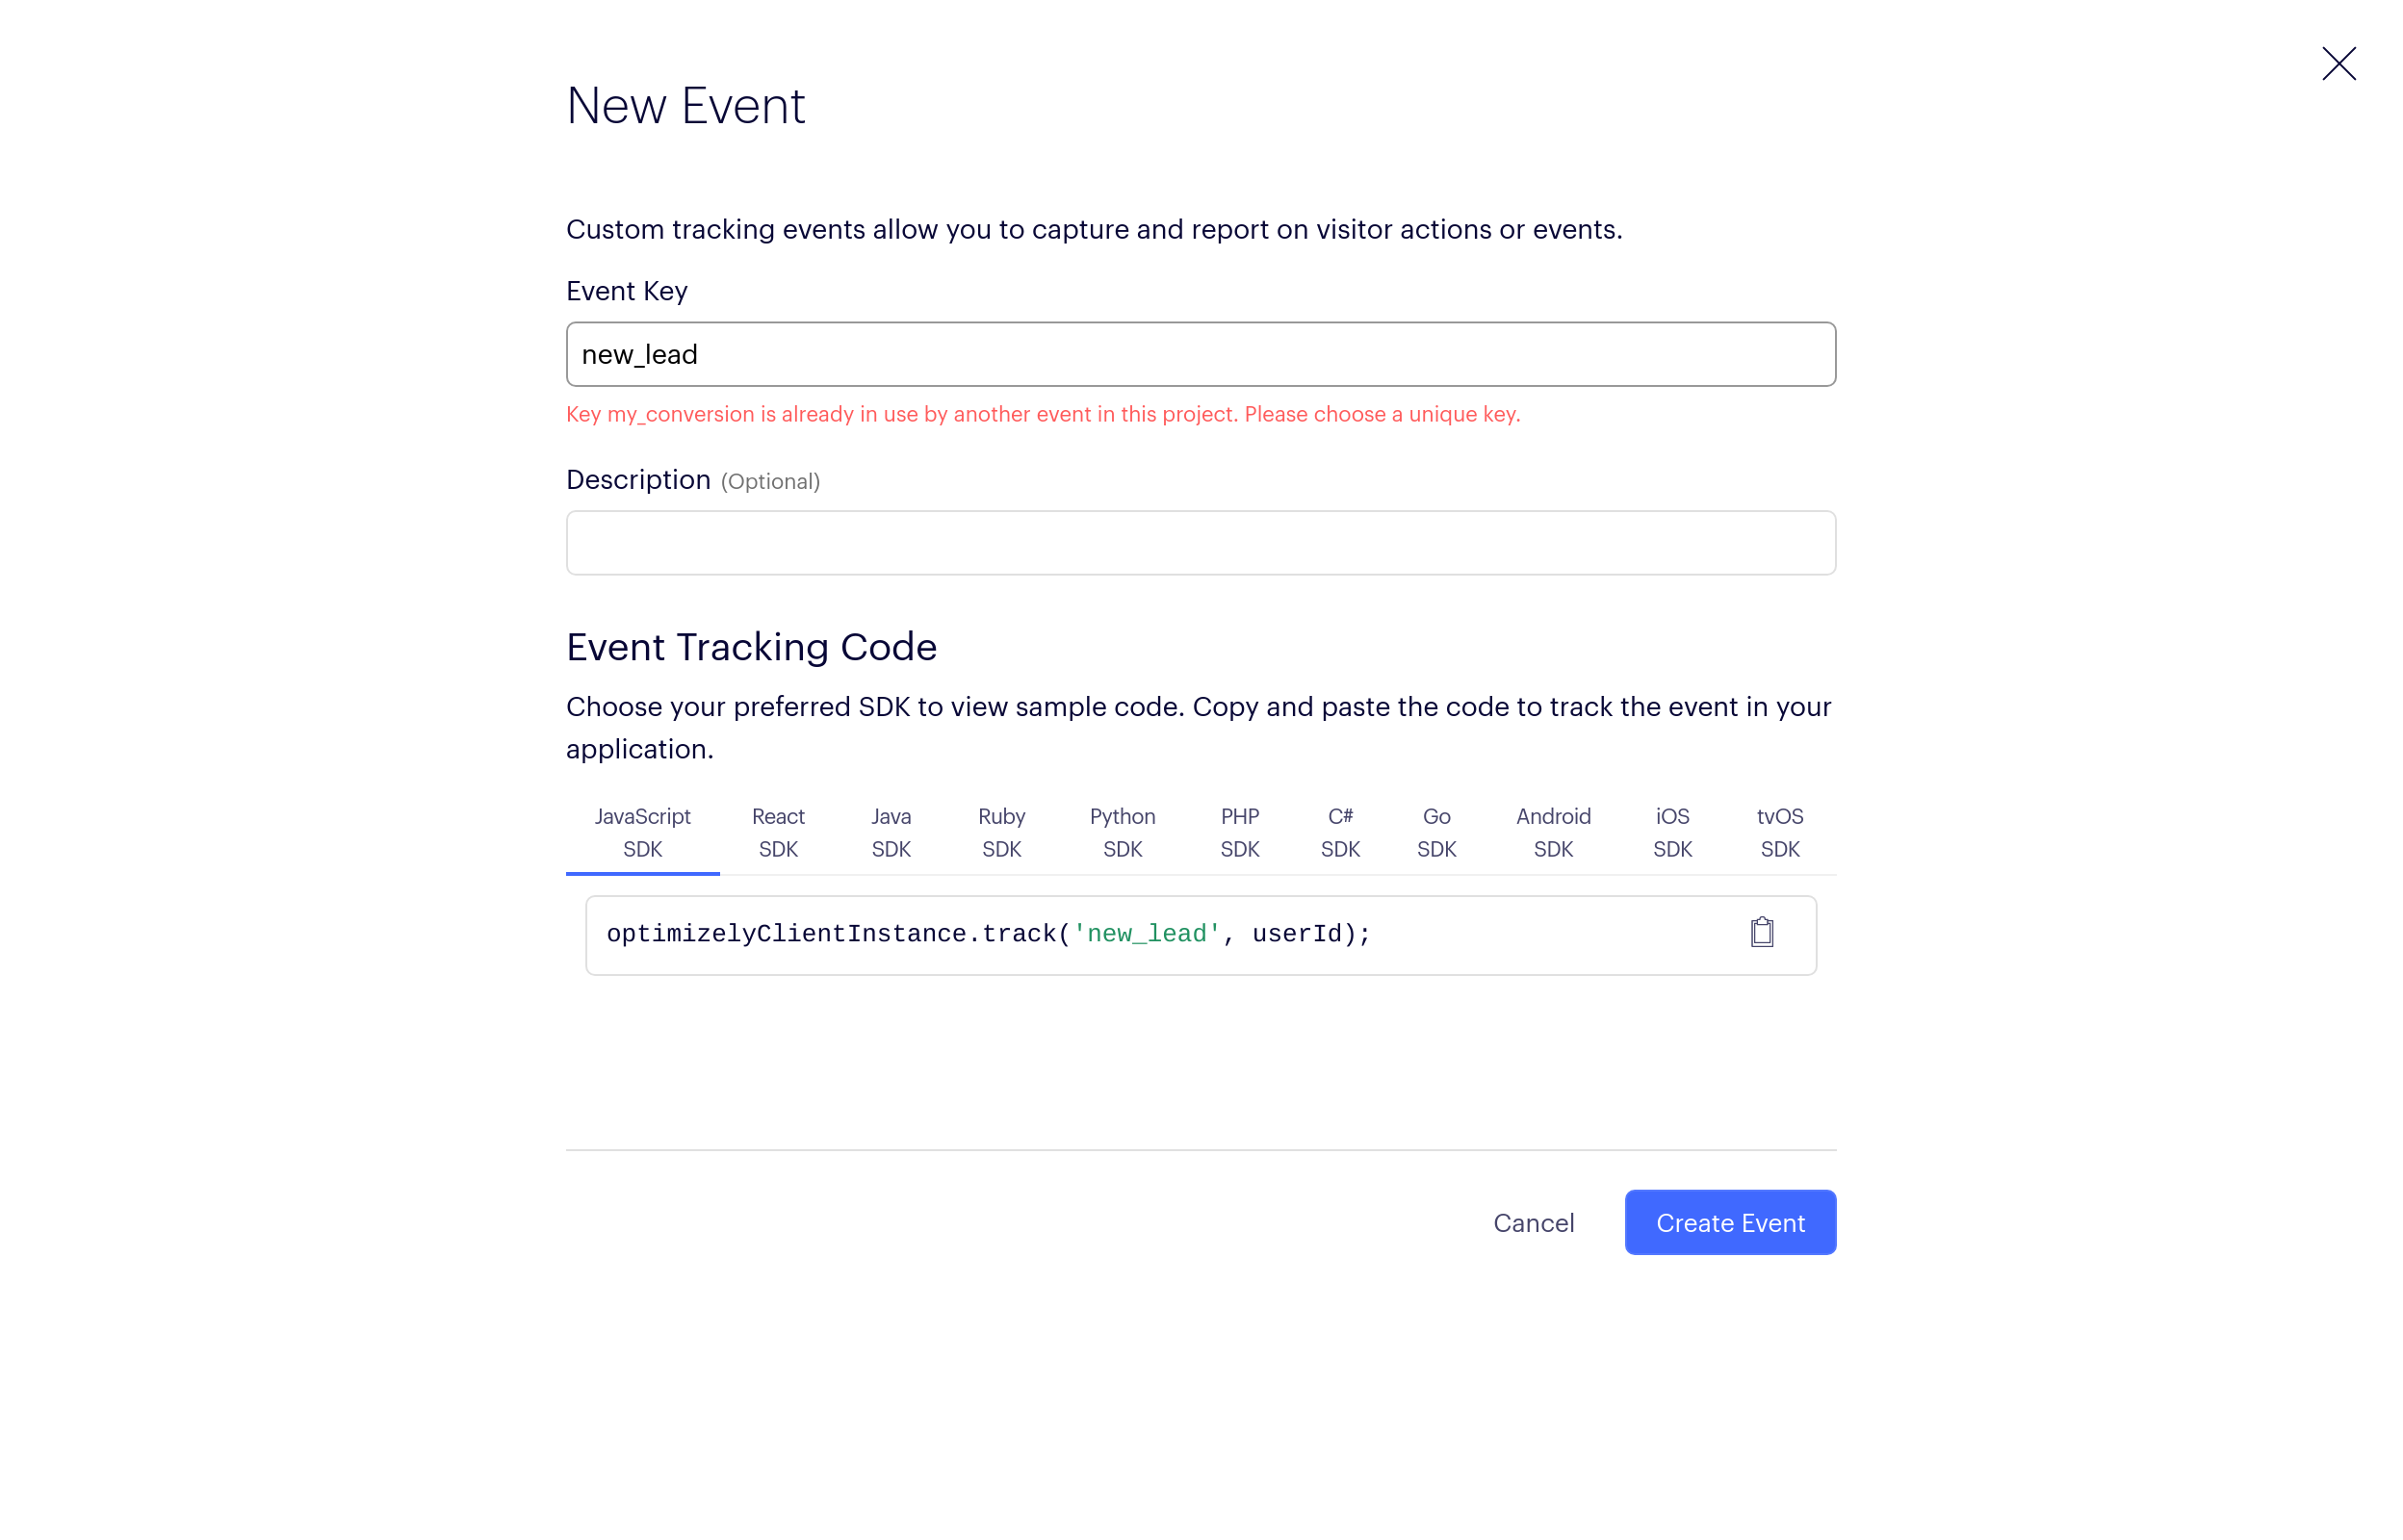 New Event
Custom tracking events allow you to capture and report on visitor actions or events.
Event Key
new_lead
Key my_conversion is already in use by another event in this project. Please choose a unique key.
Description (Optional)
Event Tracking Code
Choose your preferred SDK to view sample code. Copy and paste the code to track the event in your
application.
JavaScript SDK
React SDK
Java SDK
Ruby SDK
Python SDK
PHP SDK
C# SDK
Go SDK
Android SDK
iOS SDK
tvOS SDK
optimizelyClientInstance.track('new_lead', userId);
Cancel
Create Event